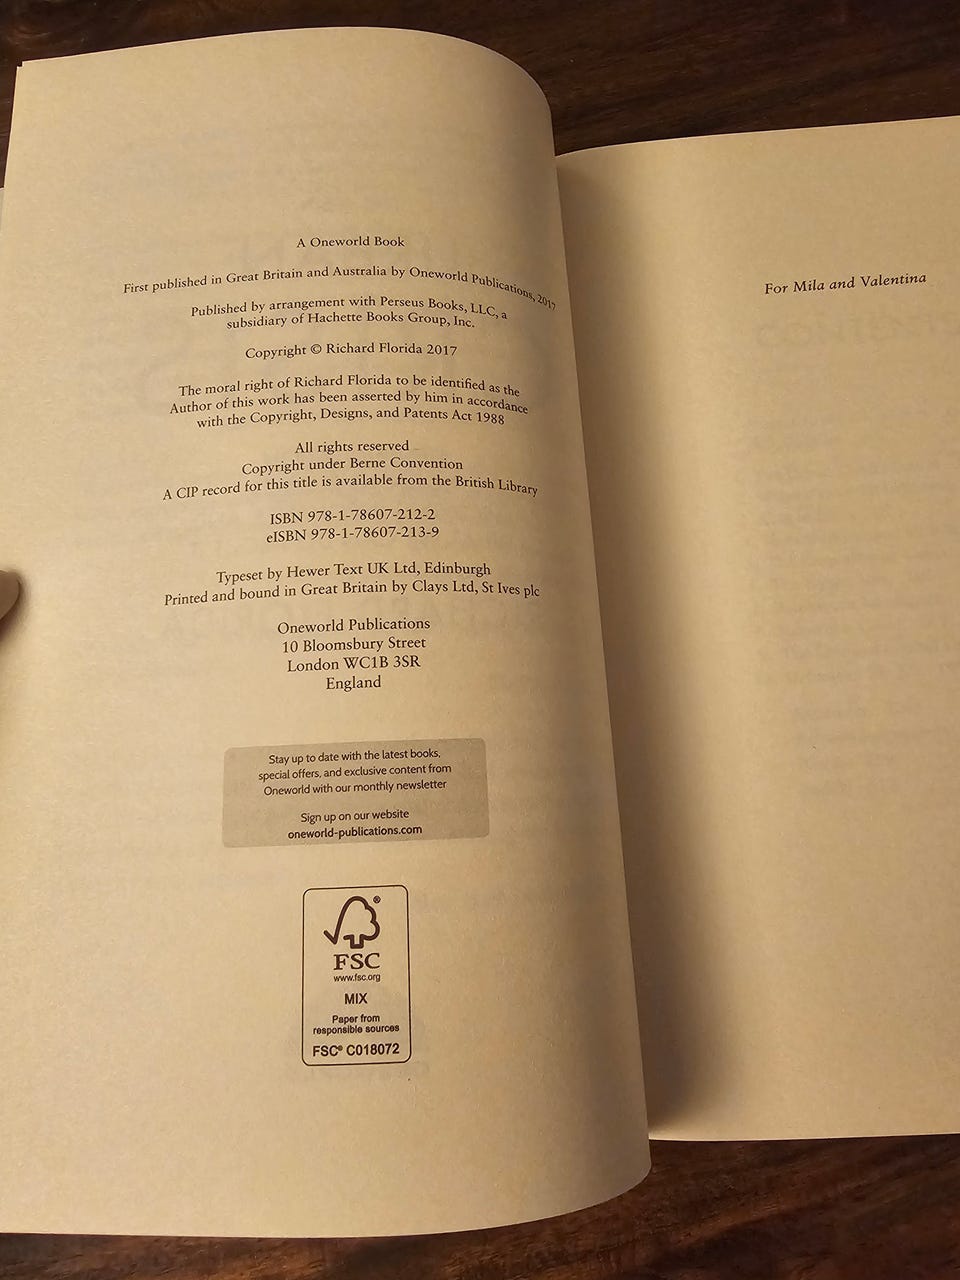 A Oneworld Book
First published in Great Britain and Australia by Oneworld Publications, 2017
Published by arrangement with Perseus Books, LLC, a
subsidiary of Hachette Books Group, Inc.
Copyright © Richard Florida 2017
The moral right of Richard Florida to be identified as the
Author of this work has been asserted by him in accordance
with the Copyright, Designs, and Patents Act 1988
All rights reserved
Copyright under Berne Convention
A CIP record for this title is available from the British Library
ISBN 978-1-78607-212-2
eISBN 978-1-78607-213-9
Typeset by Hewer Text UK Ltd, Edinburgh
Printed and bound in Great Britain by Clays Ltd, St Ives plc
Oneworld Publications
10 Bloomsbury Street
London WC1B 3SR
England
Stay up to date with the latest books,
special offers, and exclusive content from
Oneworld with our monthly newsletter
Sign up on our website
oneworld-publications.com
®
FSC
www.fsc.org
MIX
Paper from
responsible sources
FSC® C018072
For Mila and Valentina